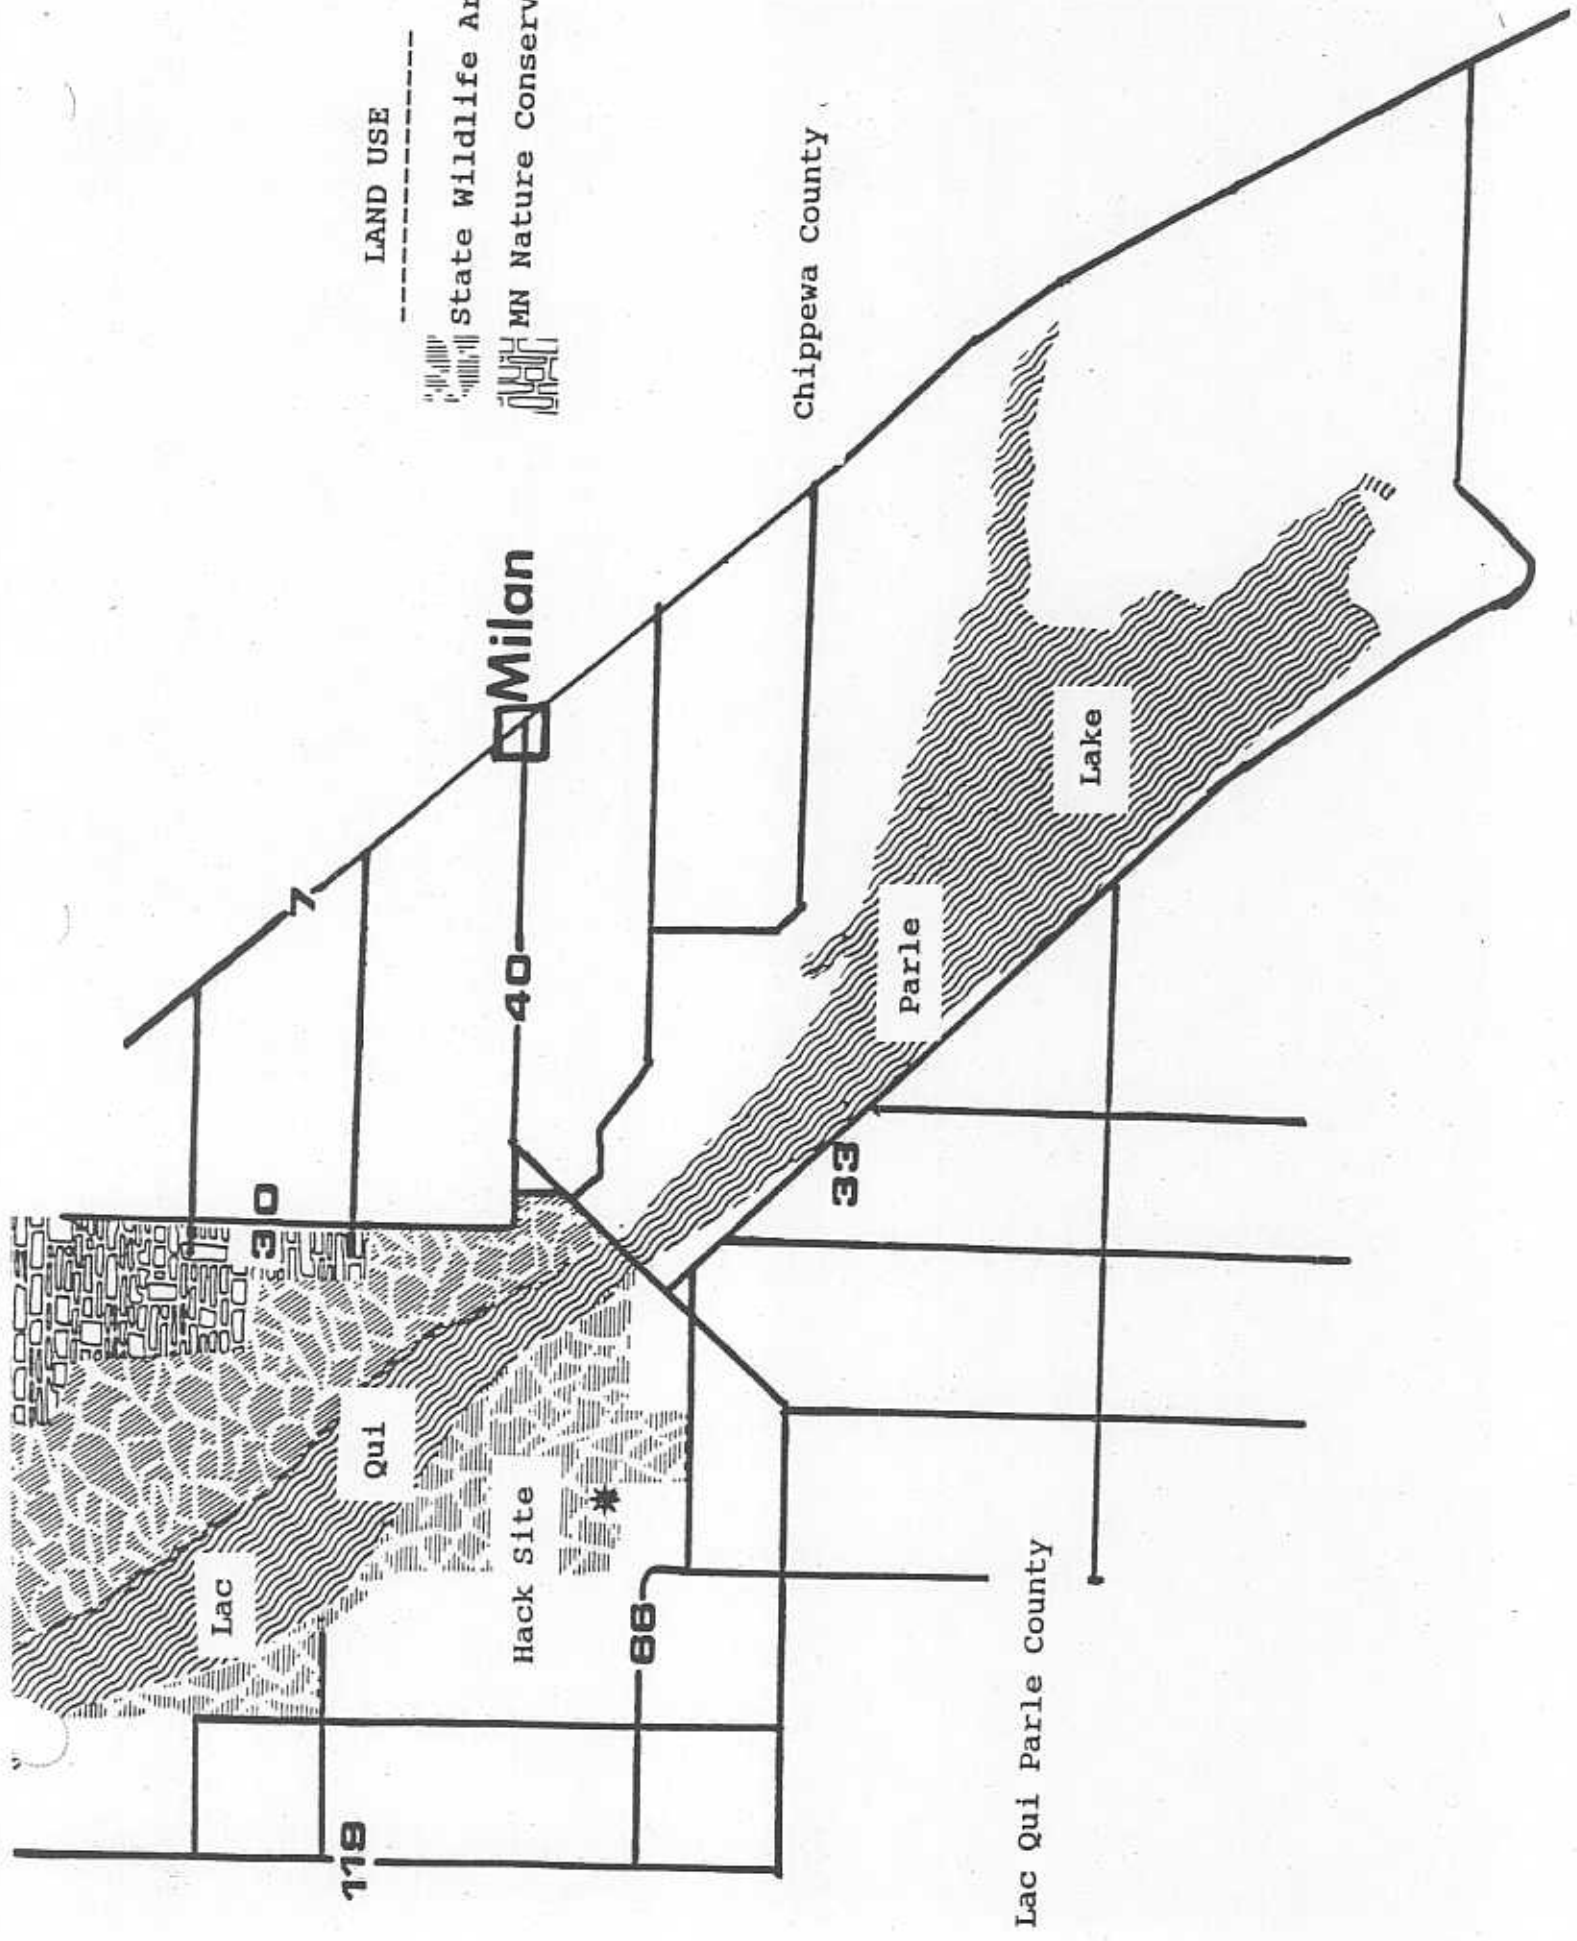 LAND USE
------------------
State Wildlife Ar
MN Nature Conserv
Milan
7
40
30
Chippewa County
Lake
Parle
33
Qui
Lac
Hack Site
66
119
Lac Qui Parle County